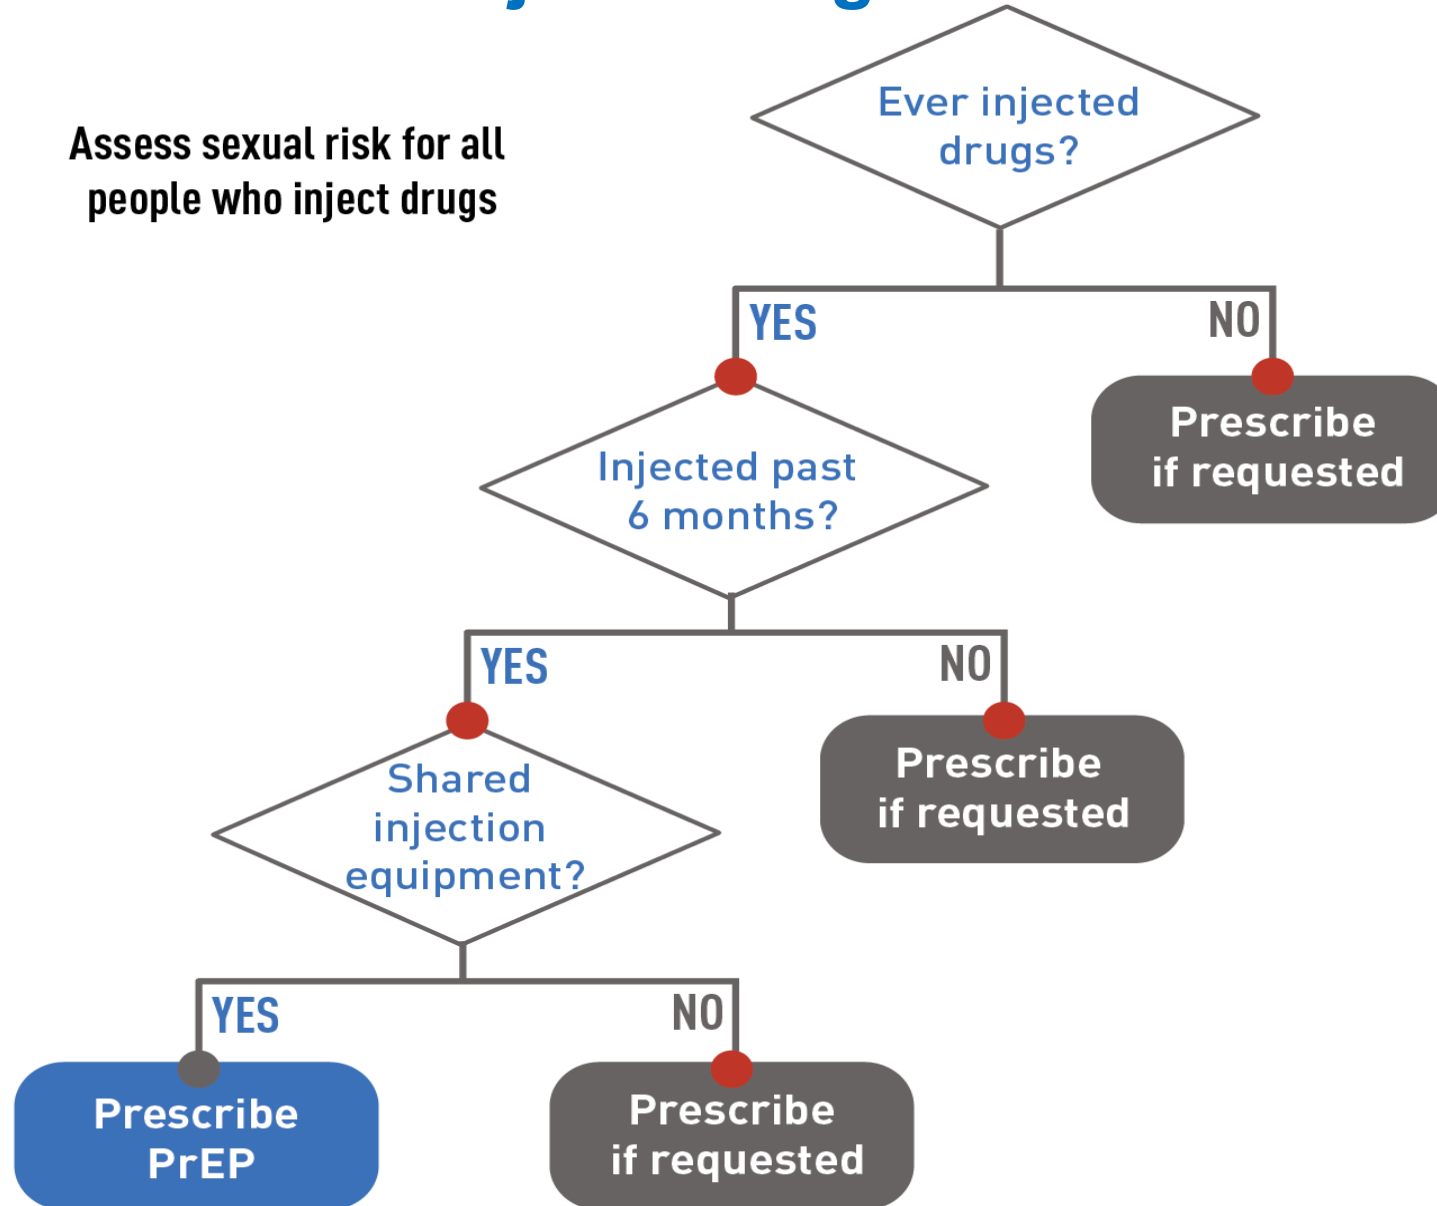 Assess sexual risk for all
people who inject drugs
Ever injected
drugs?
YES
NO
Injected past
6 months?
Prescribe
if requested
YES
NO
Shared
injection
equipment?
Prescribe
if requested
YES
NO
Prescribe
PrEP
Prescribe
if requested